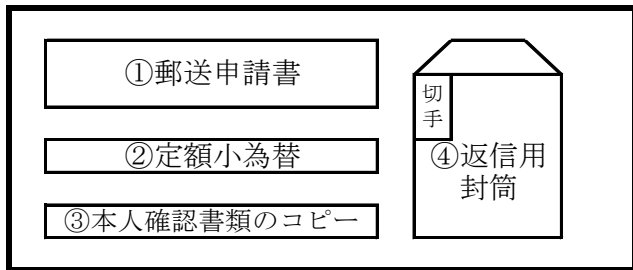 ①郵送申請書
②定額小為替
③本人確認書類のコピー
切
手
④返信用
封筒